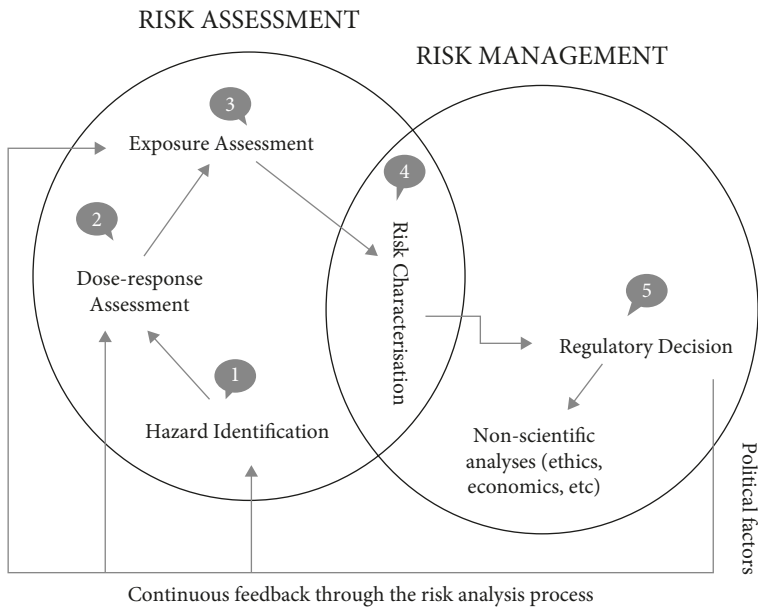 RISK ASSESSMENT
RISK MANAGEMENT
3
Exposure Assessment
4
Risk Characterisation
2
Dose-response
Assessment
5
Regulatory Decision
1
Hazard Identification
Non-scientific
analyses (ethics,
economics, etc)
Political factors
Continuous feedback through the risk analysis process